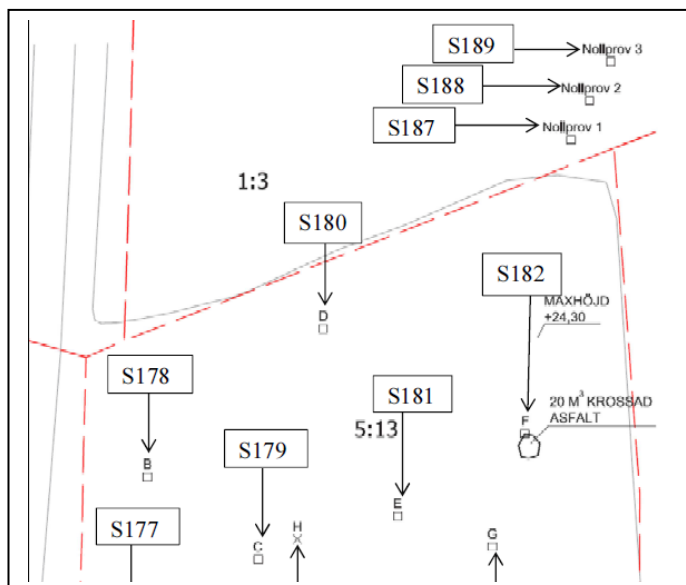 S189
Nollprov 3
S188
Nollprov 2
S187
Nollprov 1
1:3
S180
S182
MAXHÖJD
+24,30
D
S178
S181
20 M³ KROSSAD
ASFALT
F
5:13
S179
B
E
S177
H
C
G